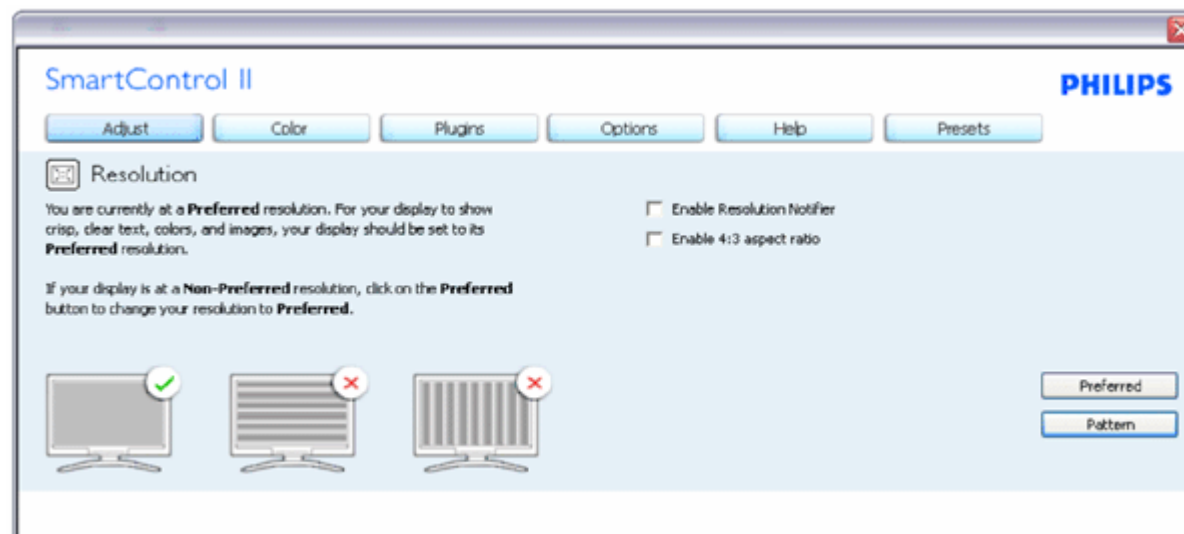 SmartControl II
PHILIPS
Adjust Color Plugins Options Help Presets
Resolution
You are currently at a Preferred resolution. For your display to show
crisp, clear text, colors, and images, your display should be set to its
Preferred resolution.
If your display is at a Non-Preferred resolution, click on the Preferred
button to change your resolution to Preferred.
Enable Resolution Notifier
Enable 4:3 aspect ratio
Preferred
Pattern